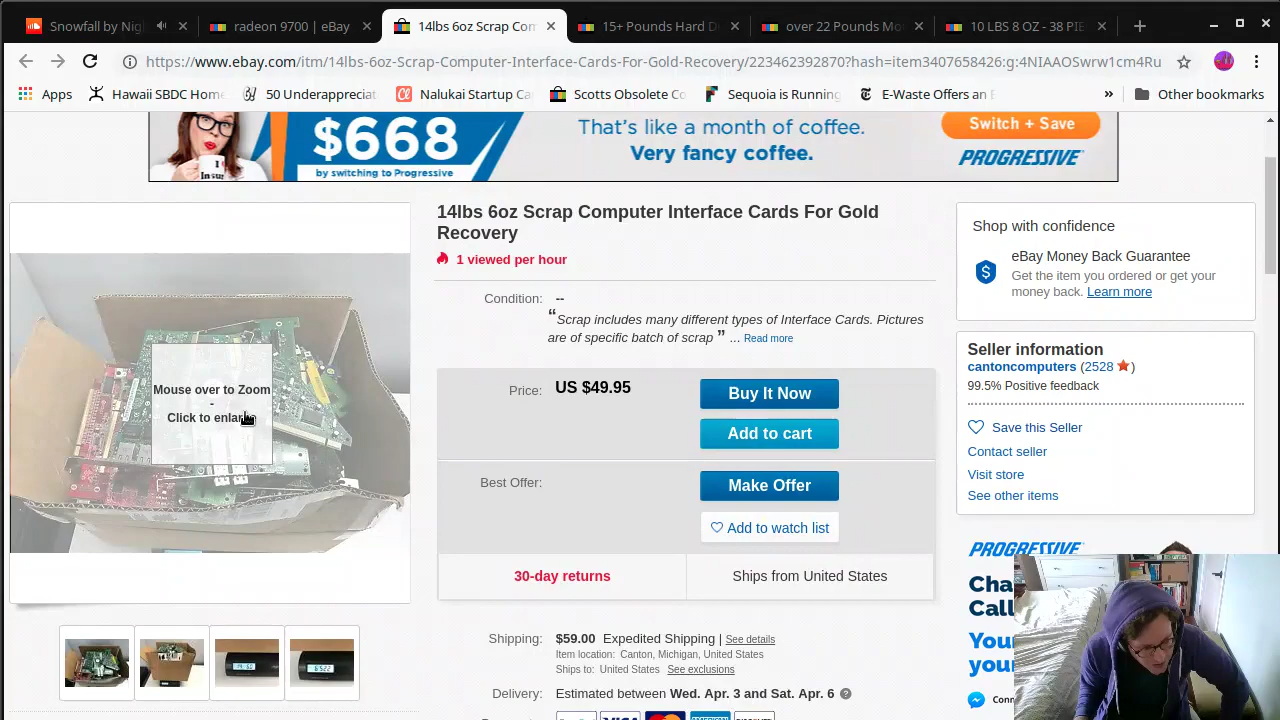 Snowfall by Nig
radeon 9700 | eBay
14lbs 6oz Scrap Com
15+ Pounds Hard D
over 22 Pounds Mo
10 LBS 8 OZ - 38 PIE
https://www.ebay.com/itm/14lbs-6oz-Scrap-Computer-Interface-Cards-For-Gold-Recovery/223462392870?hash=item3407658426:g:4NIAAOSwrw1cm4Ru
Apps
Hawaii SBDC Hom
50 Underappreciat
Nalukai Startup Ca
Scotts Obsolete Co
Sequoia is Running
E-Waste Offers an E
»
Other bookmarks
$668
by switching to Progressive
That's like a month of coffee.
Very fancy coffee.
Switch + Save
PROGRESSIVE
14lbs 6oz Scrap Computer Interface Cards For Gold
Recovery
1 viewed per hour
Condition: --
“Scrap includes many different types of Interface Cards. Pictures
are of specific batch of scrap ” ... Read more
Price: US $49.95
Buy It Now
Add to cart
Best Offer:
Make Offer
Add to watch list
30-day returns
Ships from United States
Shipping: $59.00 Expedited Shipping | See details
Item location: Canton, Michigan, United States
Ships to: United States See exclusions
Delivery: Estimated between Wed. Apr. 3 and Sat. Apr. 6
Mouse over to Zoom
-
Click to enlarg
Shop with confidence
eBay Money Back Guarantee
Get the item you ordered or get your
money back. Learn more
Seller information
cantoncomputers (2528 )
99.5% Positive feedback
Save this Seller
Contact seller
Visit store
See other items
PROGRESSIVE
Cha
Call
Your
you
Conn